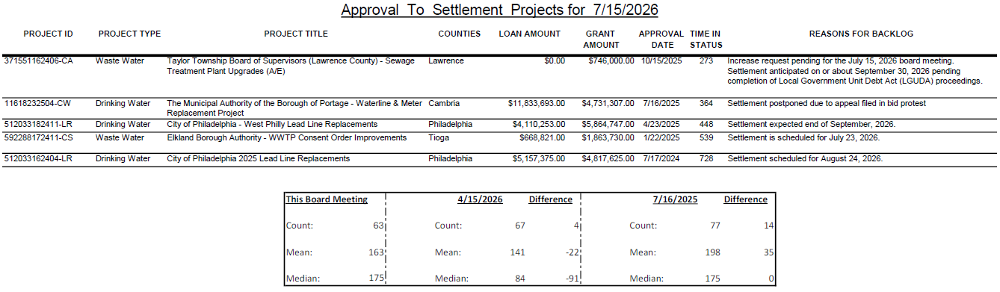 Approval To Settlement Projects for 7/15/2026
PROJECT ID PROJECT TYPE PROJECT TITLE COUNTIES LOAN AMOUNT GRANT AMOUNT APPROVAL DATE TIME IN STATUS REASONS FOR BACKLOG
371551162406-CA Waste Water Taylor Township Board of Supervisors (Lawrence County) - Sewage Lawrence $0.00 $746,000.00 10/15/2025 273 Increase request pending for the July 15, 2026 board meeting.
Treatment Plant Upgrades (A/E) Settlement anticipated on or about September 30, 2026 pending
completion of Local Government Unit Debt Act (LGUDA) proceedings.
11618232504-CW Drinking Water The Municipal Authority of the Borough of Portage - Waterline & Meter Cambria $11,833,693.00 $4,731,307.00 7/16/2025 364 Settlement postponed due to appeal filed in bid protest
Replacement Project
512033182411-LR Drinking Water City of Philadelphia - West Philly Lead Line Replacements Philadelphia $4,110,253.00 $5,864,747.00 4/23/2025 448 Settlement expected end of September, 2026.
592288172411-CS Waste Water Elkland Borough Authority - WWTP Consent Order Improvements Tioga $668,821.00 $1,863,730.00 1/22/2025 539 Settlement is scheduled for July 23, 2026.
512033162404-LR Drinking Water City of Philadelphia 2025 Lead Line Replacements Philadelphia $5,157,375.00 $4,817,625.00 7/17/2024 728 Settlement scheduled for August 24, 2026.
This Board Meeting 4/15/2026 Difference 7/16/2025 Difference
Count: 63 Count: 67 4 Count: 77 14
Mean: 163 Mean: 141 -22 Mean: 198 35
Median: 175 Median: 84 -91 Median: 175 0